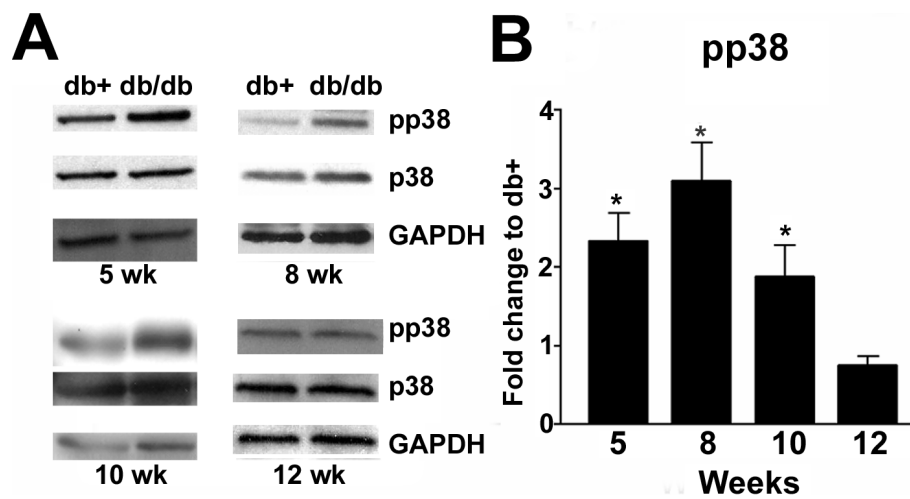 A
db+ db/db
db+ db/db
pp38
p38
GAPDH
5 wk
8 wk
pp38
p38
GAPDH
10 wk
12 wk
B
pp38
Fold change to db+
4
3
2
1
0
*
*
*
5 8 10 12
Weeks